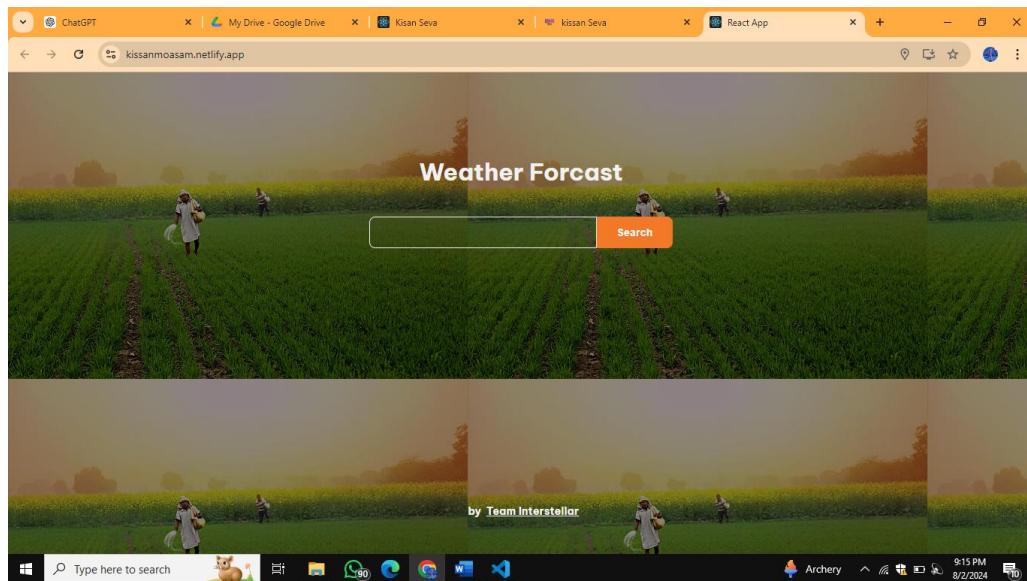 ChatGPT
My Drive - Google Drive
Kisan Seva
kissan Seva
React App
kissanmoasam.netlify.app
Weather Forcast
Search
by Team Interstellar
Type here to search
90
W
Archery
9:15 PM
8/2/2024
10